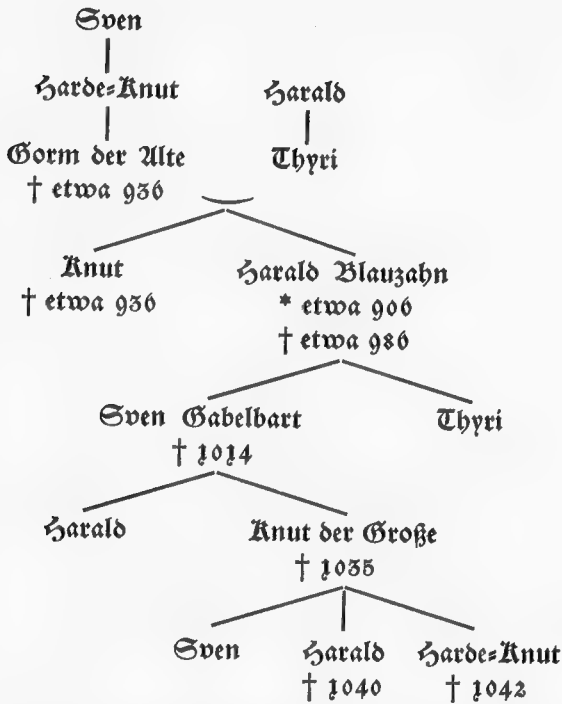 Sven
Harde=Knut Harald
Gorm der Alte Thyri
† etwa 936
Knut Harald Blauzahn
† etwa 936 * etwa 906
† etwa 986
Sven Gabelbart Thyri
† 1014
Harald Knut der Große
† 1035
Sven Harald Harde=Knut
† 1040 † 1042